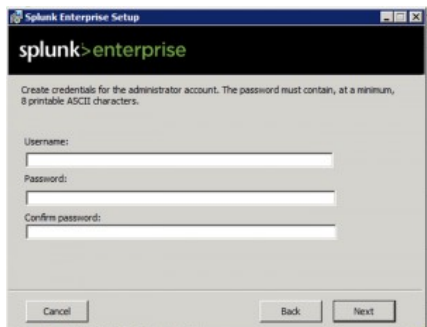 Splunk Enterprise Setup
splunk>enterprise
Create credentials for the administrator account. The password must contain, at a minimum,
8 printable ASCII characters.
Username:
Password:
Confirm password:
Cancel Back Next